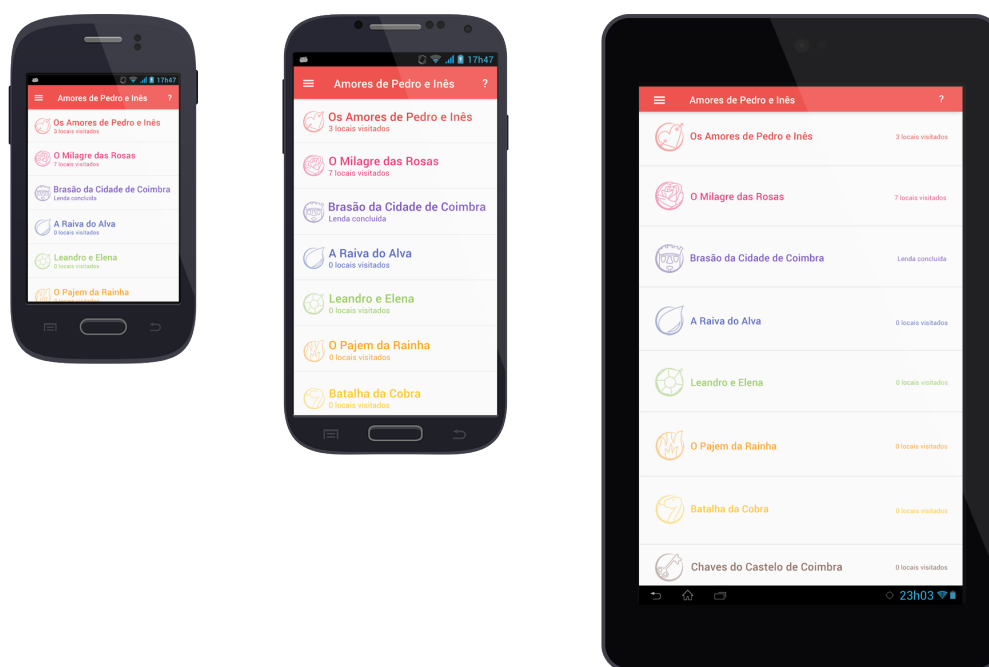 17h47
Amores de Pedro e Inês ?
Os Amores de Pedro e Inês
3 locais visitados
O Milagre das Rosas
7 locais visitados
Brasão da Cidade de Coimbra
Lenda concluída
A Raiva do Alva
0 locais visitados
Leandro e Elena
0 locais visitados
O Pajem da Rainha
0 locais visitados
17h47
Amores de Pedro e Inês ?
Os Amores de Pedro e Inês
3 locais visitados
O Milagre das Rosas
7 locais visitados
Brasão da Cidade de Coimbra
Lenda concluída
A Raiva do Alva
0 locais visitados
Leandro e Elena
0 locais visitados
O Pajem da Rainha
0 locais visitados
Batalha da Cobra
0 locais visitados
Amores de Pedro e Inês ?
Os Amores de Pedro e Inês 3 locais visitados
O Milagre das Rosas 7 locais visitados
Brasão da Cidade de Coimbra Lenda concluída
A Raiva do Alva 0 locais visitados
Leandro e Elena 0 locais visitados
O Pajem da Rainha 0 locais visitados
Batalha da Cobra 0 locais visitados
Chaves do Castelo de Coimbra 0 locais visitados
23h03